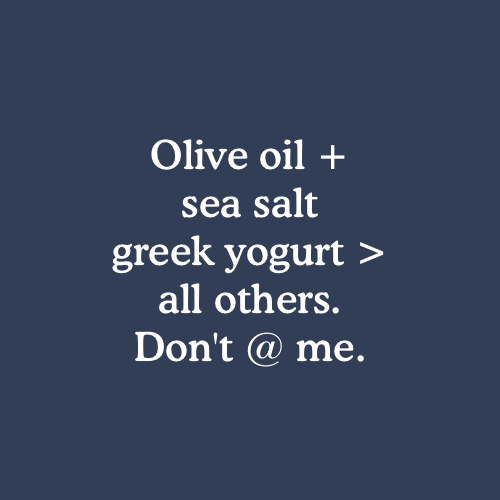 Olive oil +
sea salt
greek yogurt >
all others.
Don't @ me.